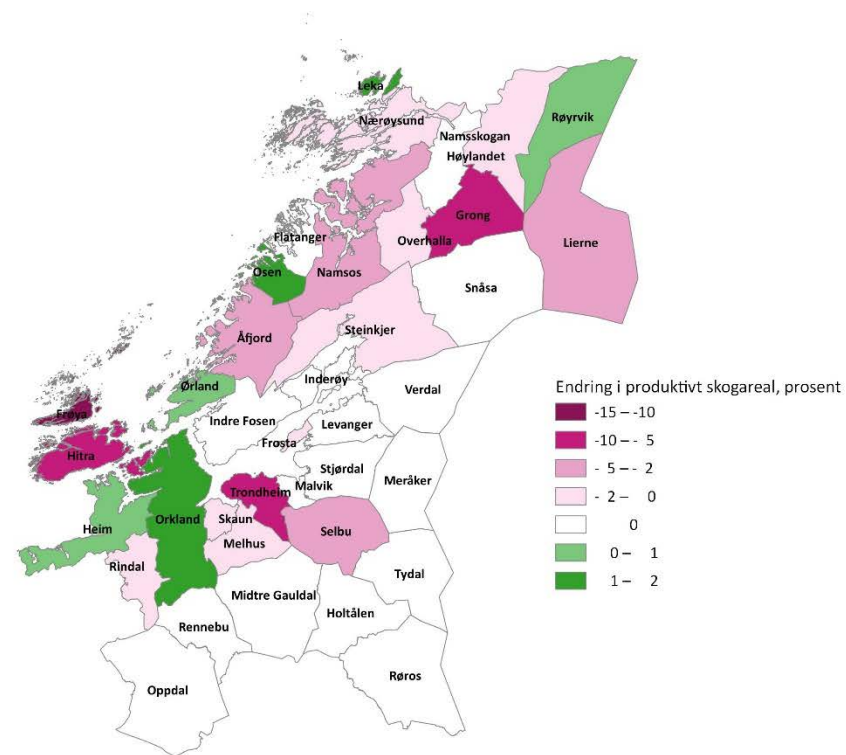 Leka
Nærøysund
Røyrvik
Namsskogan
Høylandet
Grong
Flatanger
Overhalla
Lierne
Osen
Namsos
Snåsa
Steinkjer
Åfjord
Inderøy
Ørland
Verdal
Frøya
Indre Fosen
Levanger
Frosta
Hitra
Stjørdal
Meråker
Trondheim
Malvik
Orkland
Skaun
Heim
Selbu
Melhus
Rindal
Tydal
Midtre Gauldal
Holtålen
Rennebu
Røros
Oppdal
Endring i produktivt skogareal, prosent
-15 – -10
-10 – - 5
- 5 – - 2
- 2 – 0
0
0 – 1
1 – 2